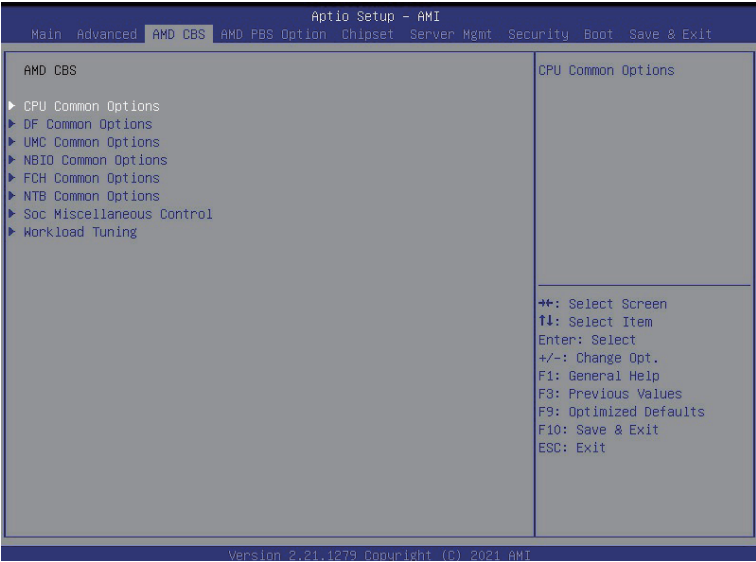 Aptio Setup - AMI
Main Advanced AMD CBS AMD PBS Option Chipset Server Mgmt Security Boot Save & Exit
AMD CBS
CPU Common Options
DF Common Options
UMC Common Options
NBIO Common Options
FCH Common Options
NTB Common Options
Soc Miscellaneous Control
Workload Tuning
CPU Common Options
→←: Select Screen
↑↓: Select Item
Enter: Select
+/-: Change Opt.
F1: General Help
F3: Previous Values
F9: Optimized Defaults
F10: Save & Exit
ESC: Exit
Version 2.21.1279 Copyright (C) 2021 AMI